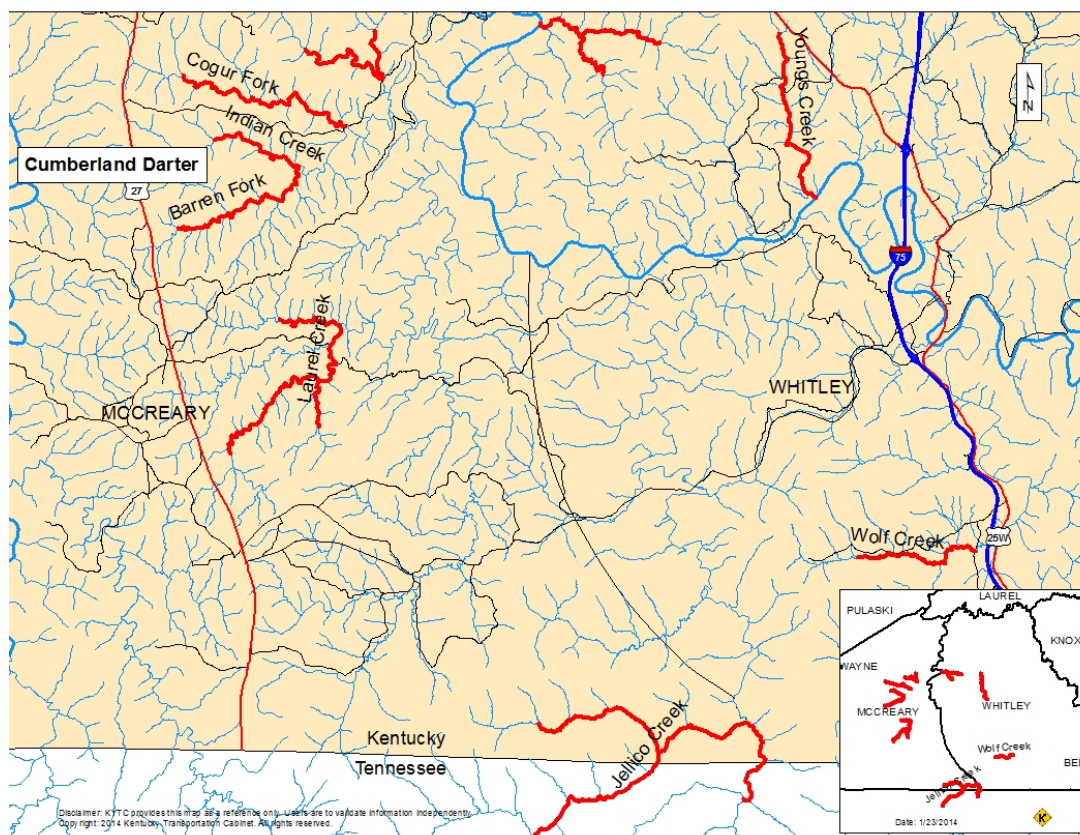 Cogur Fork
Indian Creek
Youngs Creek
N
Cumberland Darter
27
Barren Fork
75
Laurel Creek
MCCREARY
WHITLEY
Wolf Creek
25W
Kentucky
Tennessee
Jellico Creek
LAUREL
PULASKI
KNOX
WAYNE
MCCREARY
WHITLEY
Wolf Creek
BEL
Creek
Date: 1/23/2014
Disclaimer: KYTC provides this map as a reference only. Users are to validate information independently.
Copyright: 2014 Kentucky Transportation Cabinet. All rights reserved.